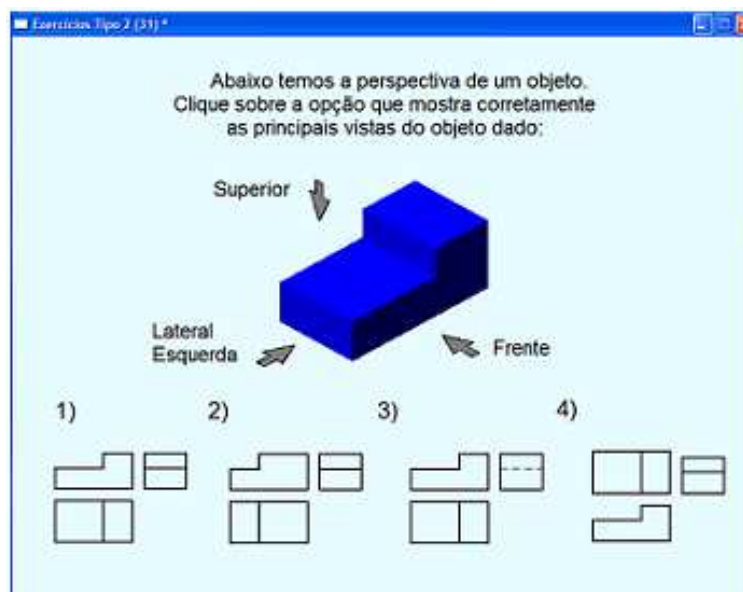 Exercícios Tipo 2 (31) *
Abaixo temos a perspectiva de um objeto.
Clique sobre a opção que mostra corretamente
as principais vistas do objeto dado:
Superior
Lateral
Esquerda
Frente
1)
2)
3)
4)